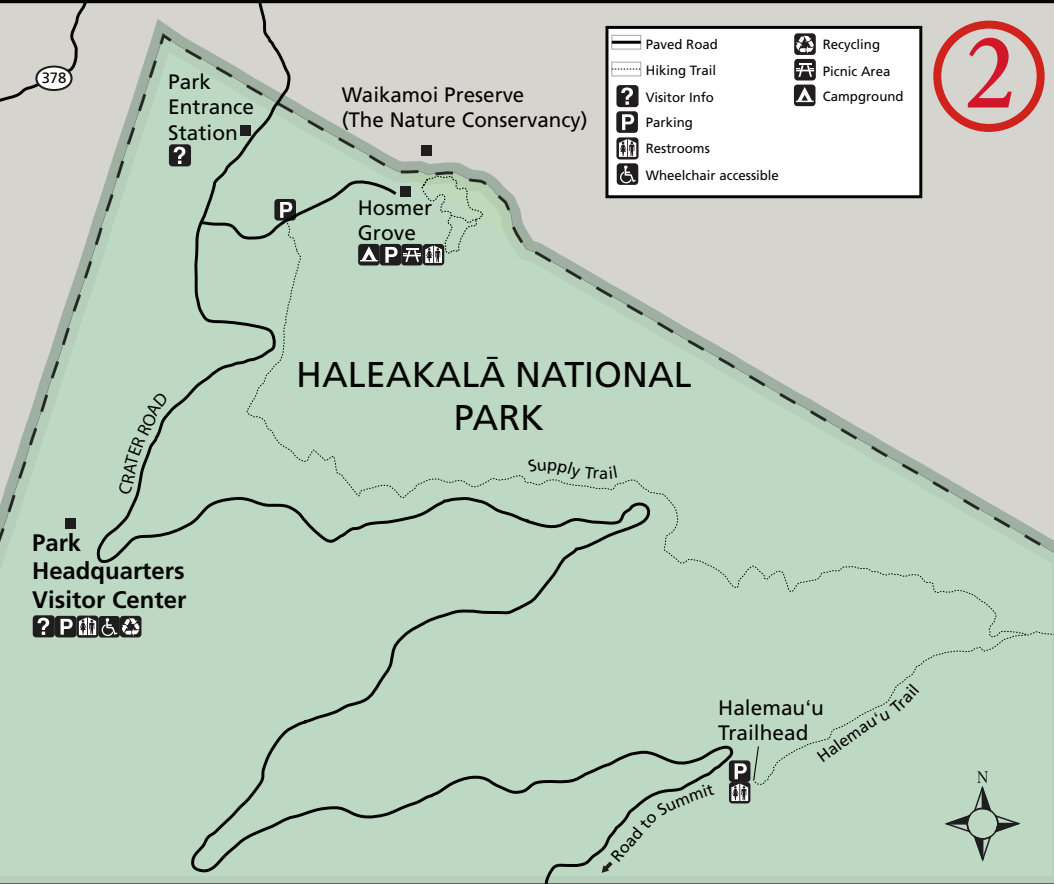 378
Park
Entrance
Station
?
Waikamoi Preserve
(The Nature Conservancy)
Paved Road
Hiking Trail
? Visitor Info
P Parking
Restrooms
Wheelchair accessible
Recycling
Picnic Area
Campground
2
P
Hosmer
Grove
P
HALEAKALĀ NATIONAL
PARK
CRATER ROAD
Supply Trail
Park
Headquarters
Visitor Center
? P
Halemau‘u
Trailhead
P
Halemau‘u Trail
Road to Summit
N